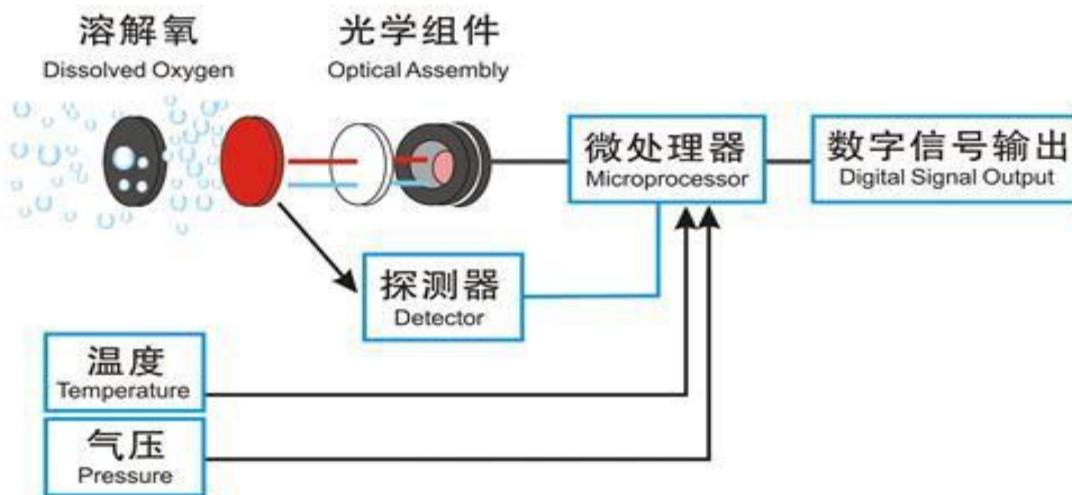 溶解氧
Dissolved Oxygen
光学组件
Optical Assembly
微处理器
Microprocessor
数字信号输出
Digital Signal Output
探测器
Detector
温度
Temperature
气压
Pressure